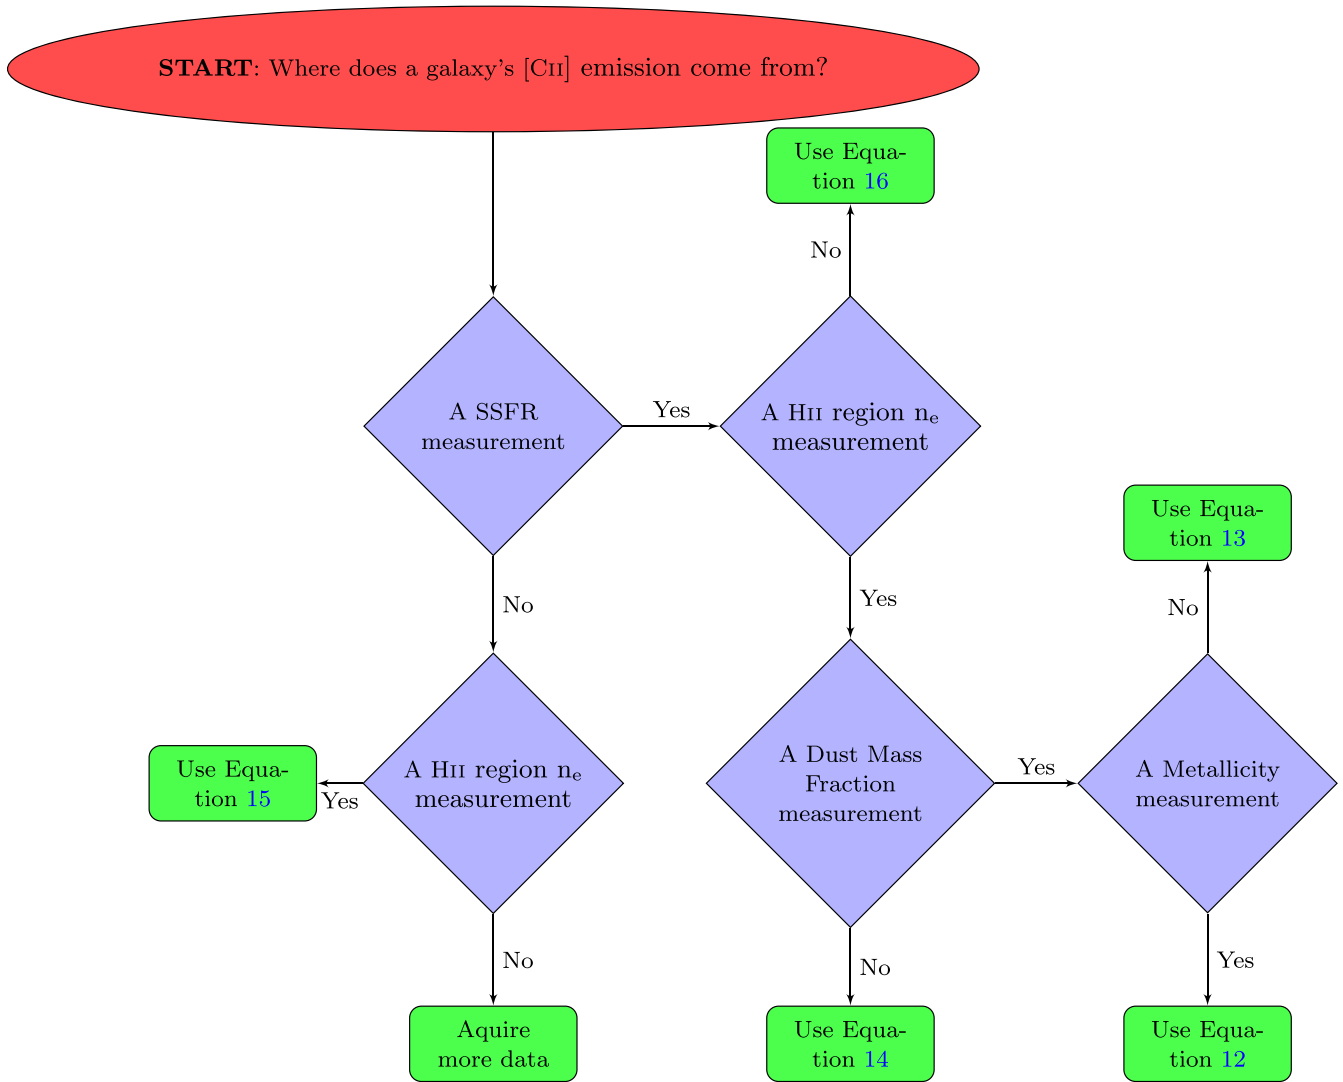 START: Where does a galaxy's [CII] emission come from?
Use Equa-
tion 16
No
A SSFR
measurement
Yes
A HII region ne
measurement
Use Equa-
tion 13
No
Yes
No
A HII region ne
measurement
Use Equa-
tion 15
Yes
A Dust Mass
Fraction
measurement
Yes
A Metallicity
measurement
No
No
Yes
Aquire
more data
Use Equa-
tion 14
Use Equa-
tion 12